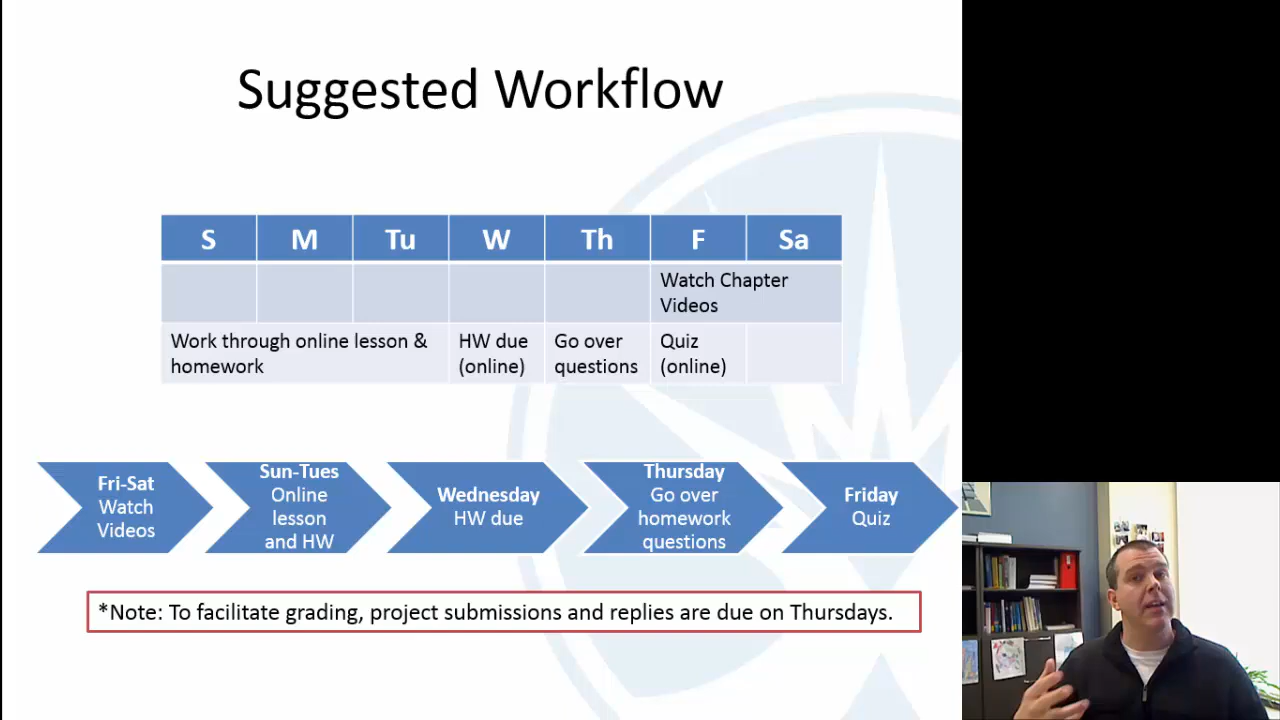 Suggested Workflow
S M Tu W Th F Sa
Watch Chapter
Videos
Work through online lesson &
homework
HW due
(online)
Go over
questions
Quiz
(online)
Fri-Sat
Watch
Videos
Sun-Tues
Online
lesson
and HW
Wednesday
HW due
Thursday
Go over
homework
questions
Friday
Quiz
*Note: To facilitate grading, project submissions and replies are due on Thursdays.